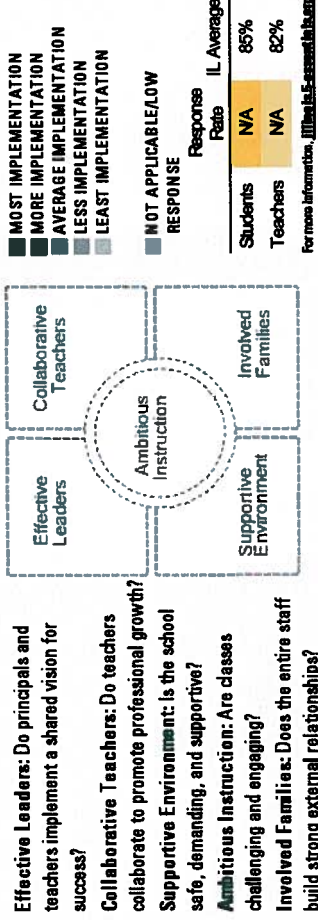 Effective Leaders: Do principals and
teachers implement a shared vision for
success?
Collaborative Teachers: Do teachers
collaborate to promote professional growth?
Supportive Environment: Is the school
safe, demanding, and supportive?
Ambitious Instruction: Are classes
challenging and engaging?
Involved Families: Does the entire staff
build strong external relationships?
Effective
Leaders
Collaborative
Teachers
Ambitious
Instruction
Supportive
Environment
Involved
Families
MOST IMPLEMENTATION
MORE IMPLEMENTATION
AVERAGE IMPLEMENTATION
LESS IMPLEMENTATION
LEAST IMPLEMENTATION
NOT APPLICABLE/LOW
RESPONSE
Response
Rate IL Average
Students N/A 85%
Teachers N/A 82%
For more information,